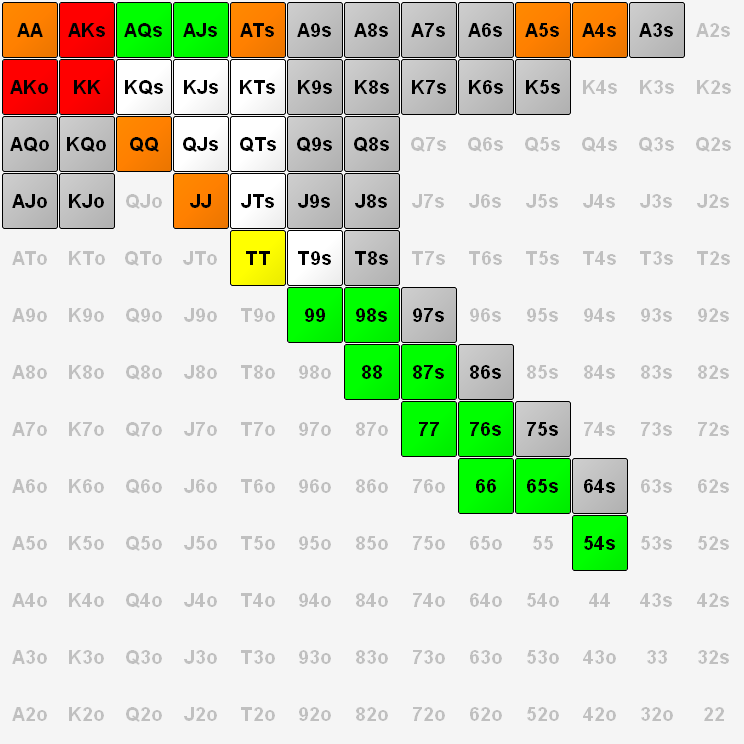 AA AKs AQs AJs ATs A9s A8s A7s A6s A5s A4s A3s A2s
AKo KK KQs KJs KTs K9s K8s K7s K6s K5s K4s K3s K2s
AQo KQo QQ QJs QTs Q9s Q8s Q7s Q6s Q5s Q4s Q3s Q2s
AJo KJo QJo JJ JTs J9s J8s J7s J6s J5s J4s J3s J2s
ATo KTo QTo JTo TT T9s T8s T7s T6s T5s T4s T3s T2s
A9o K9o Q9o J9o T9o 99 98s 97s 96s 95s 94s 93s 92s
A8o K8o Q8o J8o T8o 98o 88 87s 86s 85s 84s 83s 82s
A7o K7o Q7o J7o T7o 97o 87o 77 76s 75s 74s 73s 72s
A6o K6o Q6o J6o T6o 96o 86o 76o 66 65s 64s 63s 62s
A5o K5o Q5o J5o T5o 95o 85o 75o 65o 55 54s 53s 52s
A4o K4o Q4o J4o T4o 94o 84o 74o 64o 54o 44 43s 42s
A3o K3o Q3o J3o T3o 93o 83o 73o 63o 53o 43o 33 32s
A2o K2o Q2o J2o T2o 92o 82o 72o 62o 52o 42o 32o 22